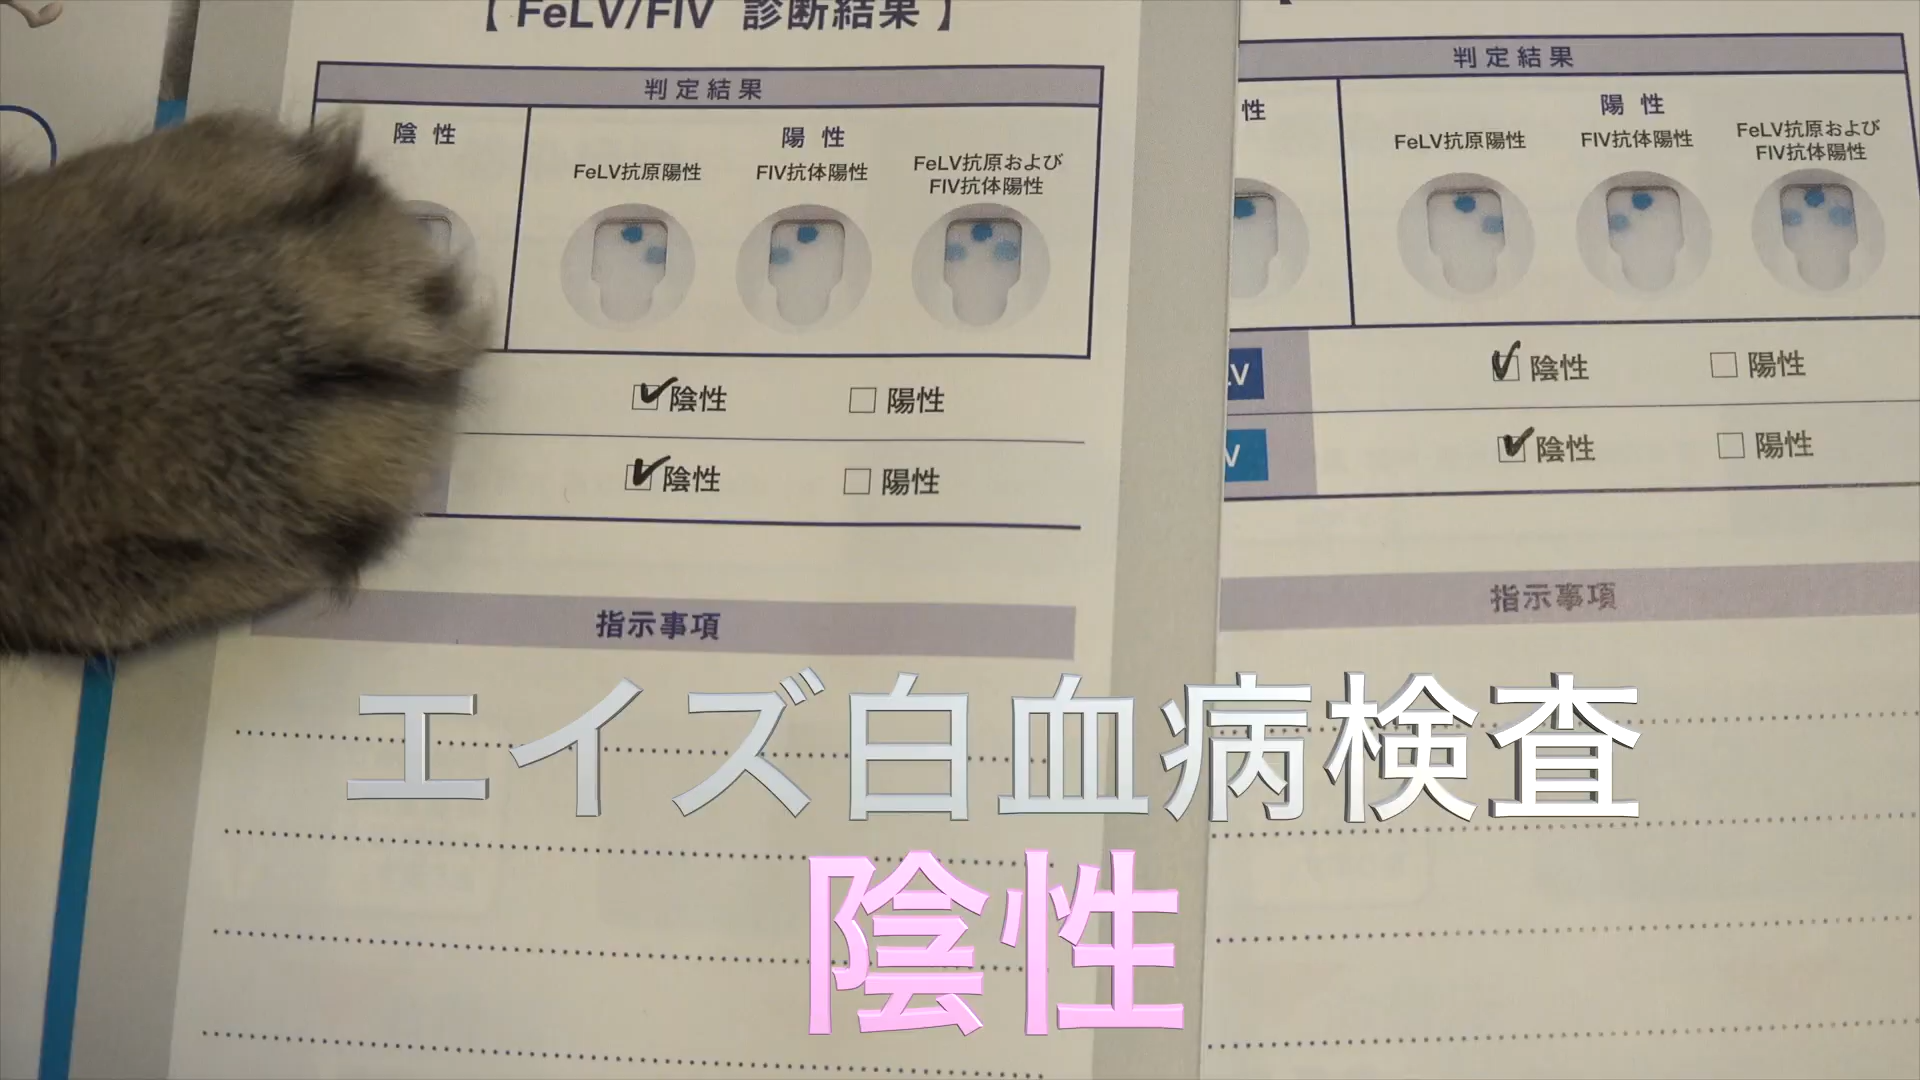 【 FeLV/FIV 診断結果 】
判定結果
陰性
陽性
FeLV抗原陽性
FIV抗体陽性
FeLV抗原および
FIV抗体陽性
陰性 陽性
陰性 陽性
指示事項
判定結果
性
陽性
FeLV抗原陽性
FIV抗体陽性
FeLV抗原および
FIV抗体陽性
LV 陰性 陽性
V 陰性 陽性
指示事項
エイズ白血病検査
陰性